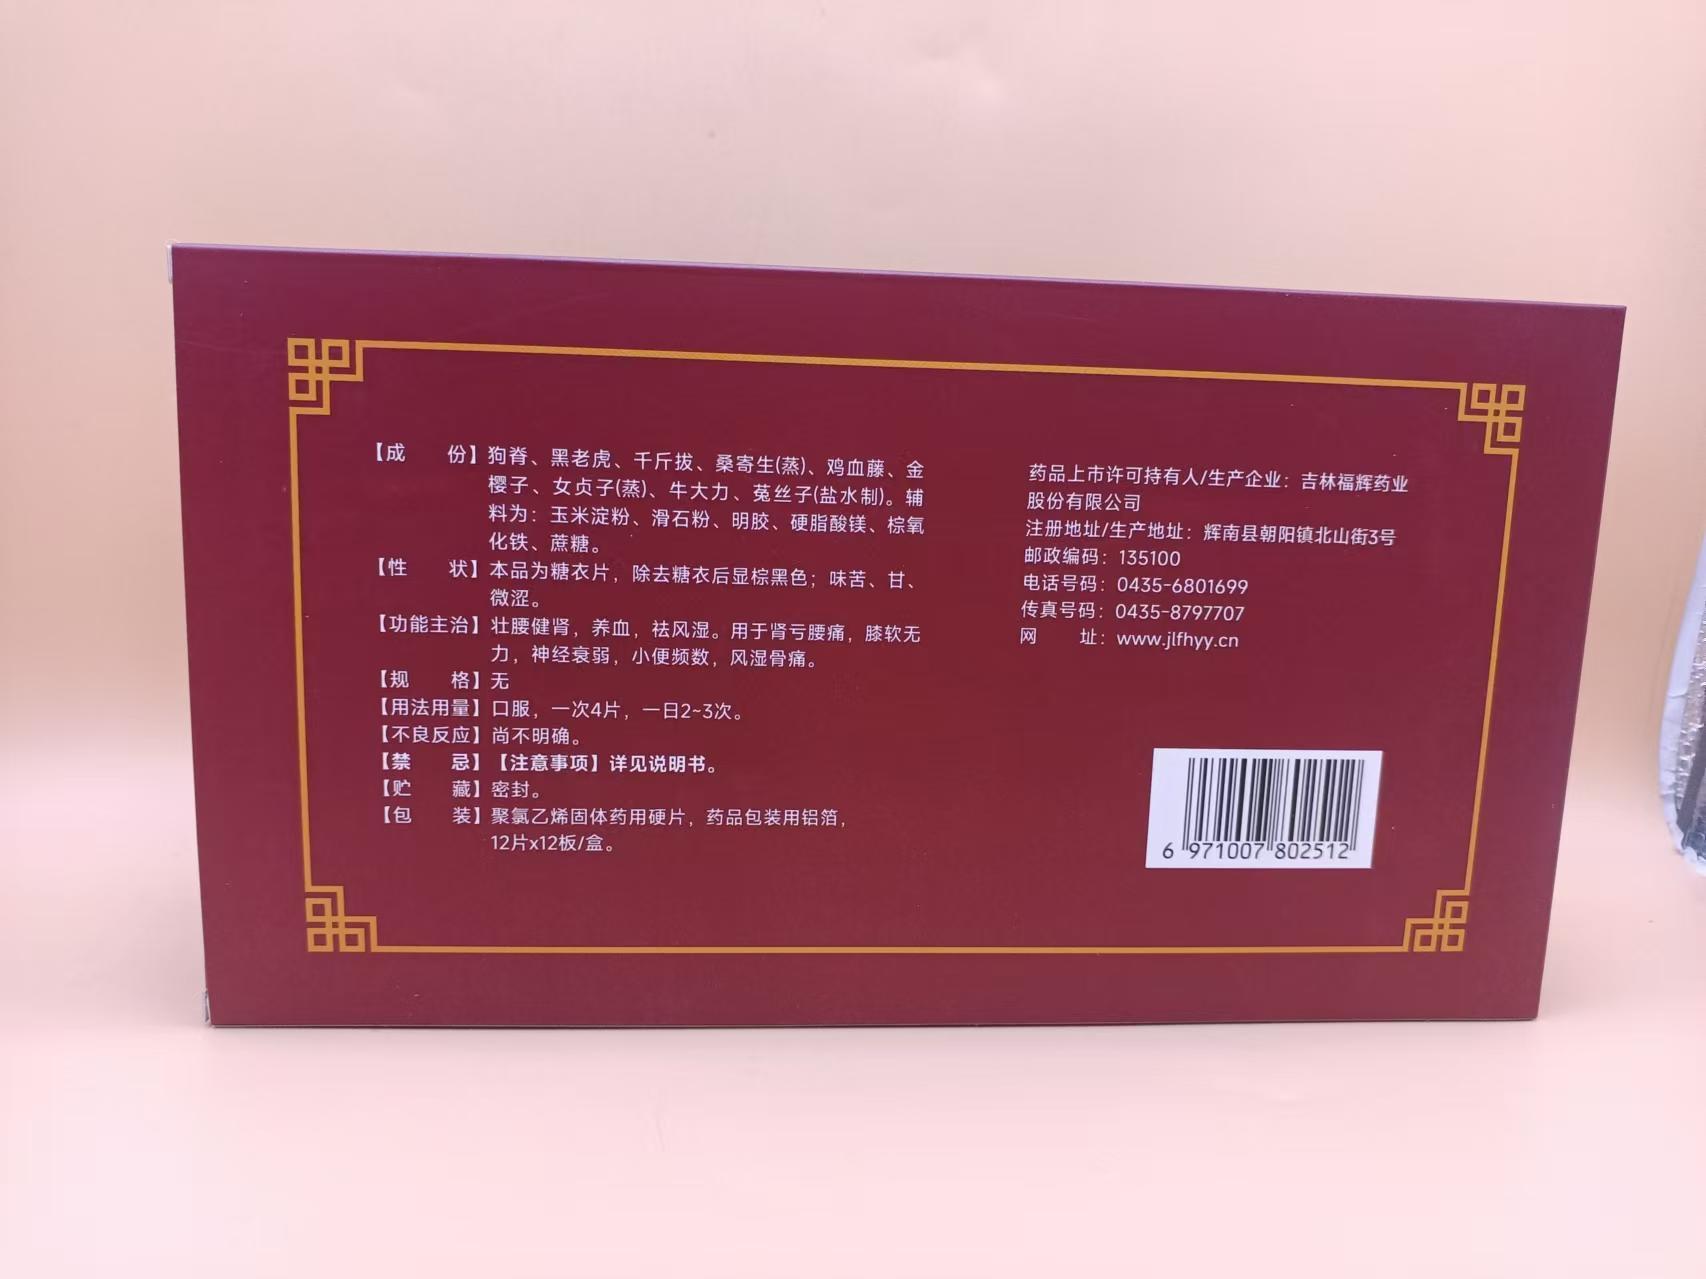 【成　　份】狗脊、黑老虎、千斤拔、桑寄生(蒸)、鸡血藤、金
樱子、女贞子(蒸)、牛大力、菟丝子(盐水制)。辅
料为：玉米淀粉、滑石粉、明胶、硬脂酸镁、棕氧
化铁、蔗糖。
【性　　状】本品为糖衣片，除去糖衣后显棕黑色；味苦、甘、
微涩。
【功能主治】壮腰健肾，养血，祛风湿。用于肾亏腰痛，膝软无
力，神经衰弱，小便频数，风湿骨痛。
【规　　格】无
【用法用量】口服，一次4片，一日2~3次。
【不良反应】尚不明确。
【禁　　忌】【注意事项】详见说明书。
【贮　　藏】密封。
【包　　装】聚氯乙烯固体药用硬片，药品包装用铝箔，
12片x12板/盒。
药品上市许可持有人/生产企业：吉林福辉药业
股份有限公司
注册地址/生产地址：辉南县朝阳镇北山街3号
邮政编码：135100
电话号码：0435-6801699
传真号码：0435-8797707
网　　址：www.jlfhyy.cn
6 971007 802512